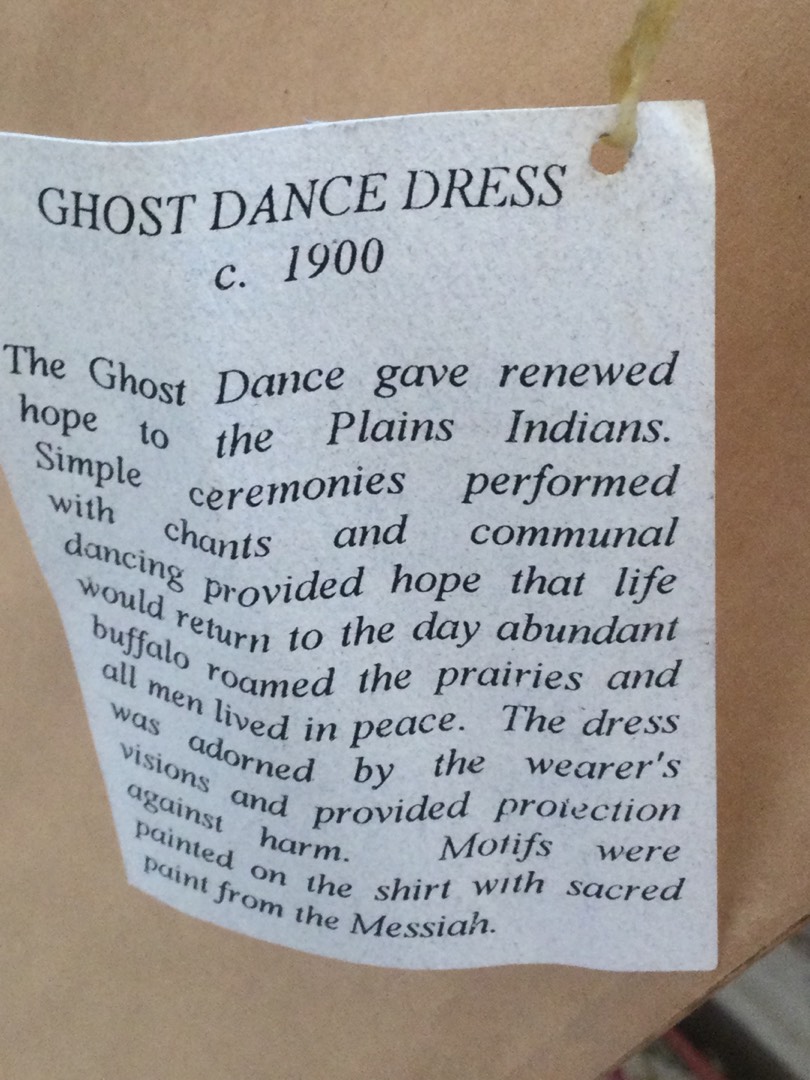 GHOST DANCE DRESS
c. 1900
The Ghost Dance gave renewed
hope to the Plains Indians.
Simple ceremonies performed
with chants and communal
dancing provided hope that life
would return to the day abundant
buffalo roamed the prairies and
all men lived in peace. The dress
was adorned by the wearer's
visions and provided protection
against harm. Motifs were
painted on the shirt with sacred
paint from the Messiah.